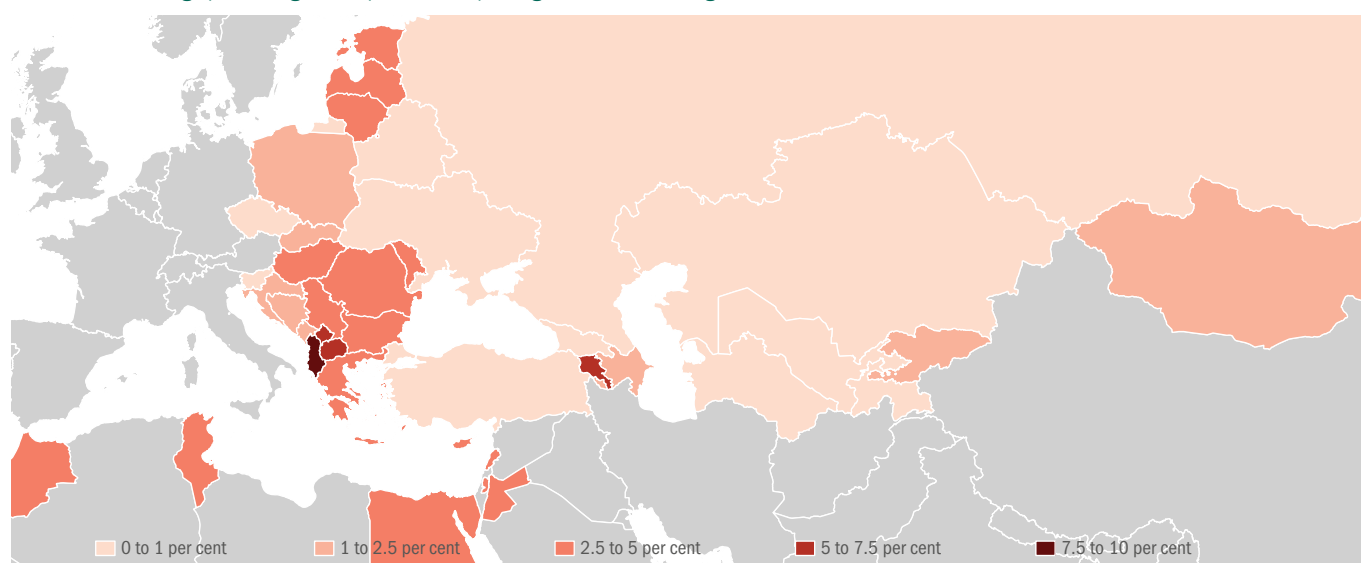 0 to 1 per cent
1 to 2.5 per cent
2.5 to 5 per cent
5 to 7.5 per cent
7.5 to 10 per cent